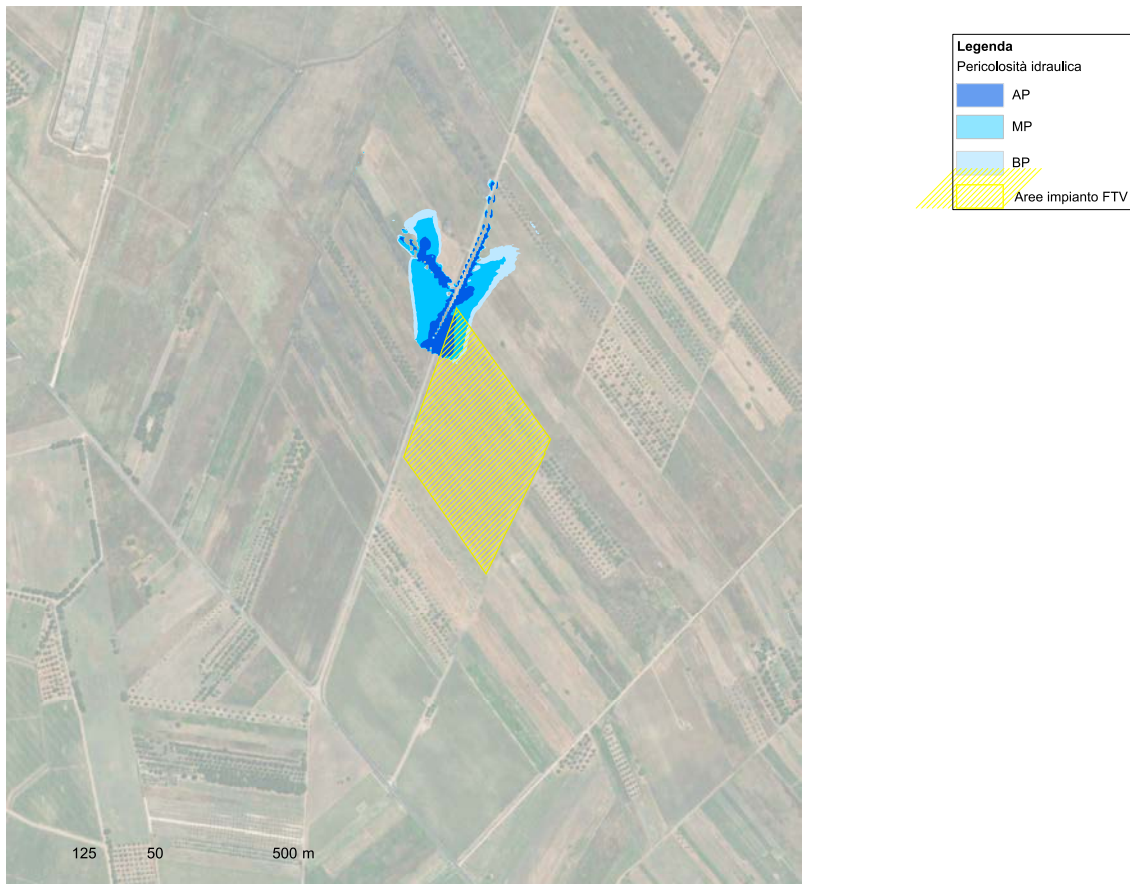 Legenda
Pericolosità idraulica
AP
MP
BP
Aree impianto FTV
125 50 500 m